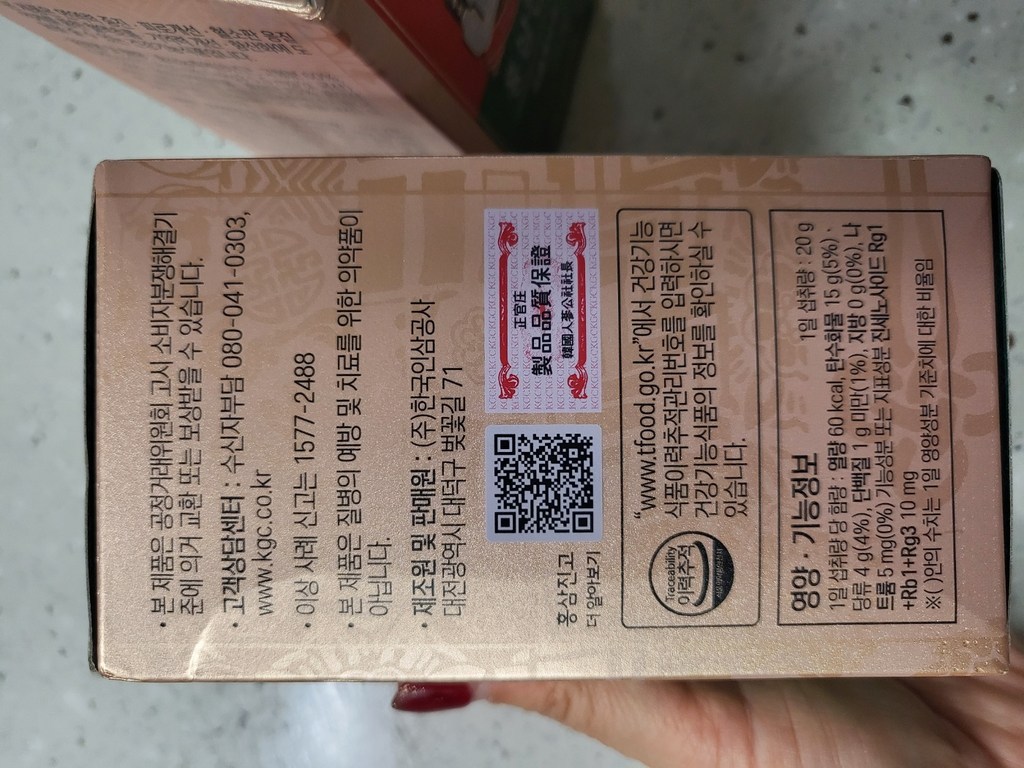 • 본 제품은 공정거래위원회 고시 소비자분쟁해결기
준에 의거 교환 또는 보상받을 수 있습니다.
• 고객상담센터 : 수신자부담 080-041-0303,
www.kgc.co.kr
• 이상 사례 신고는 1577-2488
• 본 제품은 질병의 예방 및 치료를 위한 의약품이
아닙니다.
• 제조원 및 판매원 : (주)한국인삼공사
대전광역시 대덕구 벚꽃길 71
홍삼진고
더 알아보기
正官庄
製品品質保證
韓國人蔘公社社長
Traceability
이력추적
“www.tfood.go.kr”에서 건강기능
식품이력추적관리번호를 입력하시면
건강기능식품의 정보를 확인하실 수
있습니다.
영양 · 기능정보 1일 섭취량 : 20 g
1일 섭취량 당 함량 : 열량 60 kcal, 탄수화물 15 g(5%),
당류 4 g(4%), 단백질 1 g 미만(1%), 지방 0 g(0%), 나
트륨 5 mg(0%) 기능성분 또는 지표성분 진세노사이드 Rg1
+Rb1+Rg3 10 mg
※( )안의 수치는 1일 영양성분 기준치에 대한 비율임